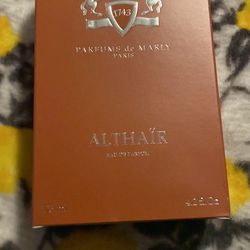 1743
PARFUMS de MARLY
PARIS
ALTHAÏR
EAU DE PARFUM
4.2 fl. Oz